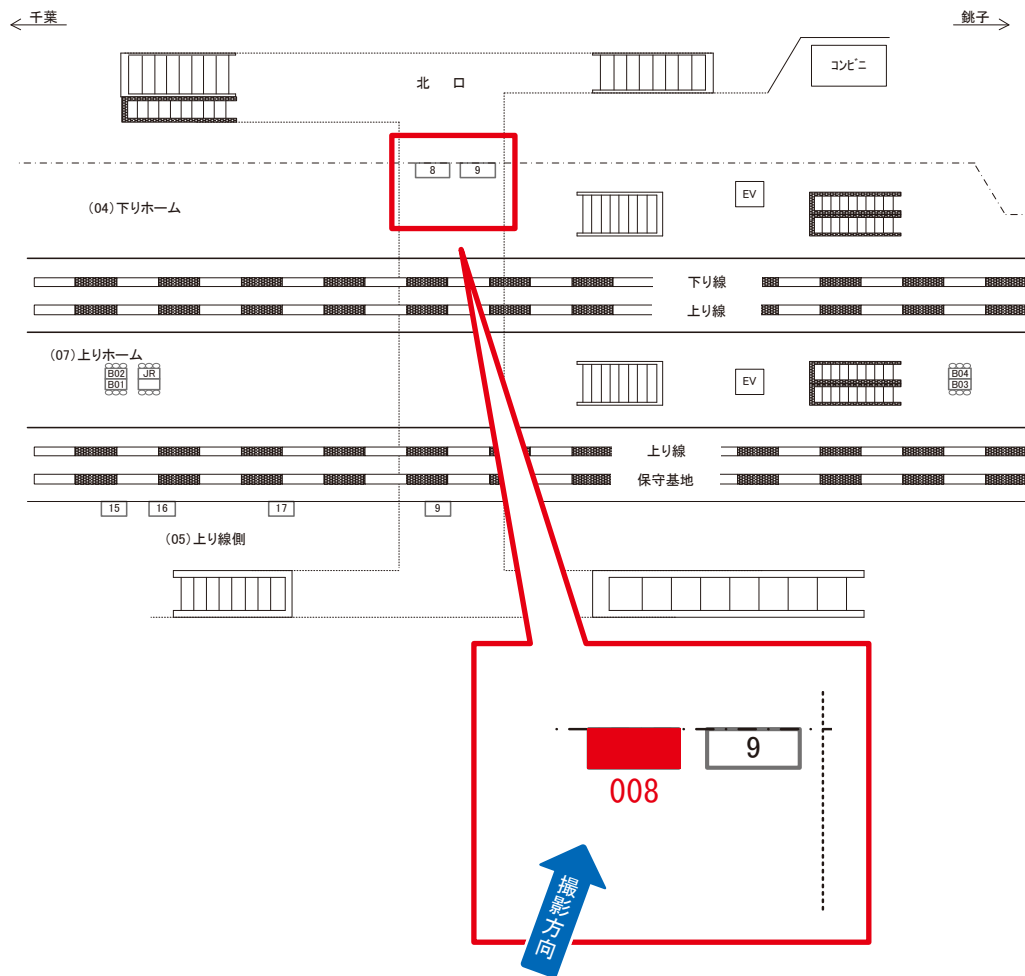 千葉
銚子
コンビニ
北 口
8
9
EV
(04)下りホーム
下り線
上り線
(07)上りホーム
B02
B01
JR
EV
B04
B03
上り線
保守基地
15
16
17
9
(05)上り線側
9
008
撮影方向